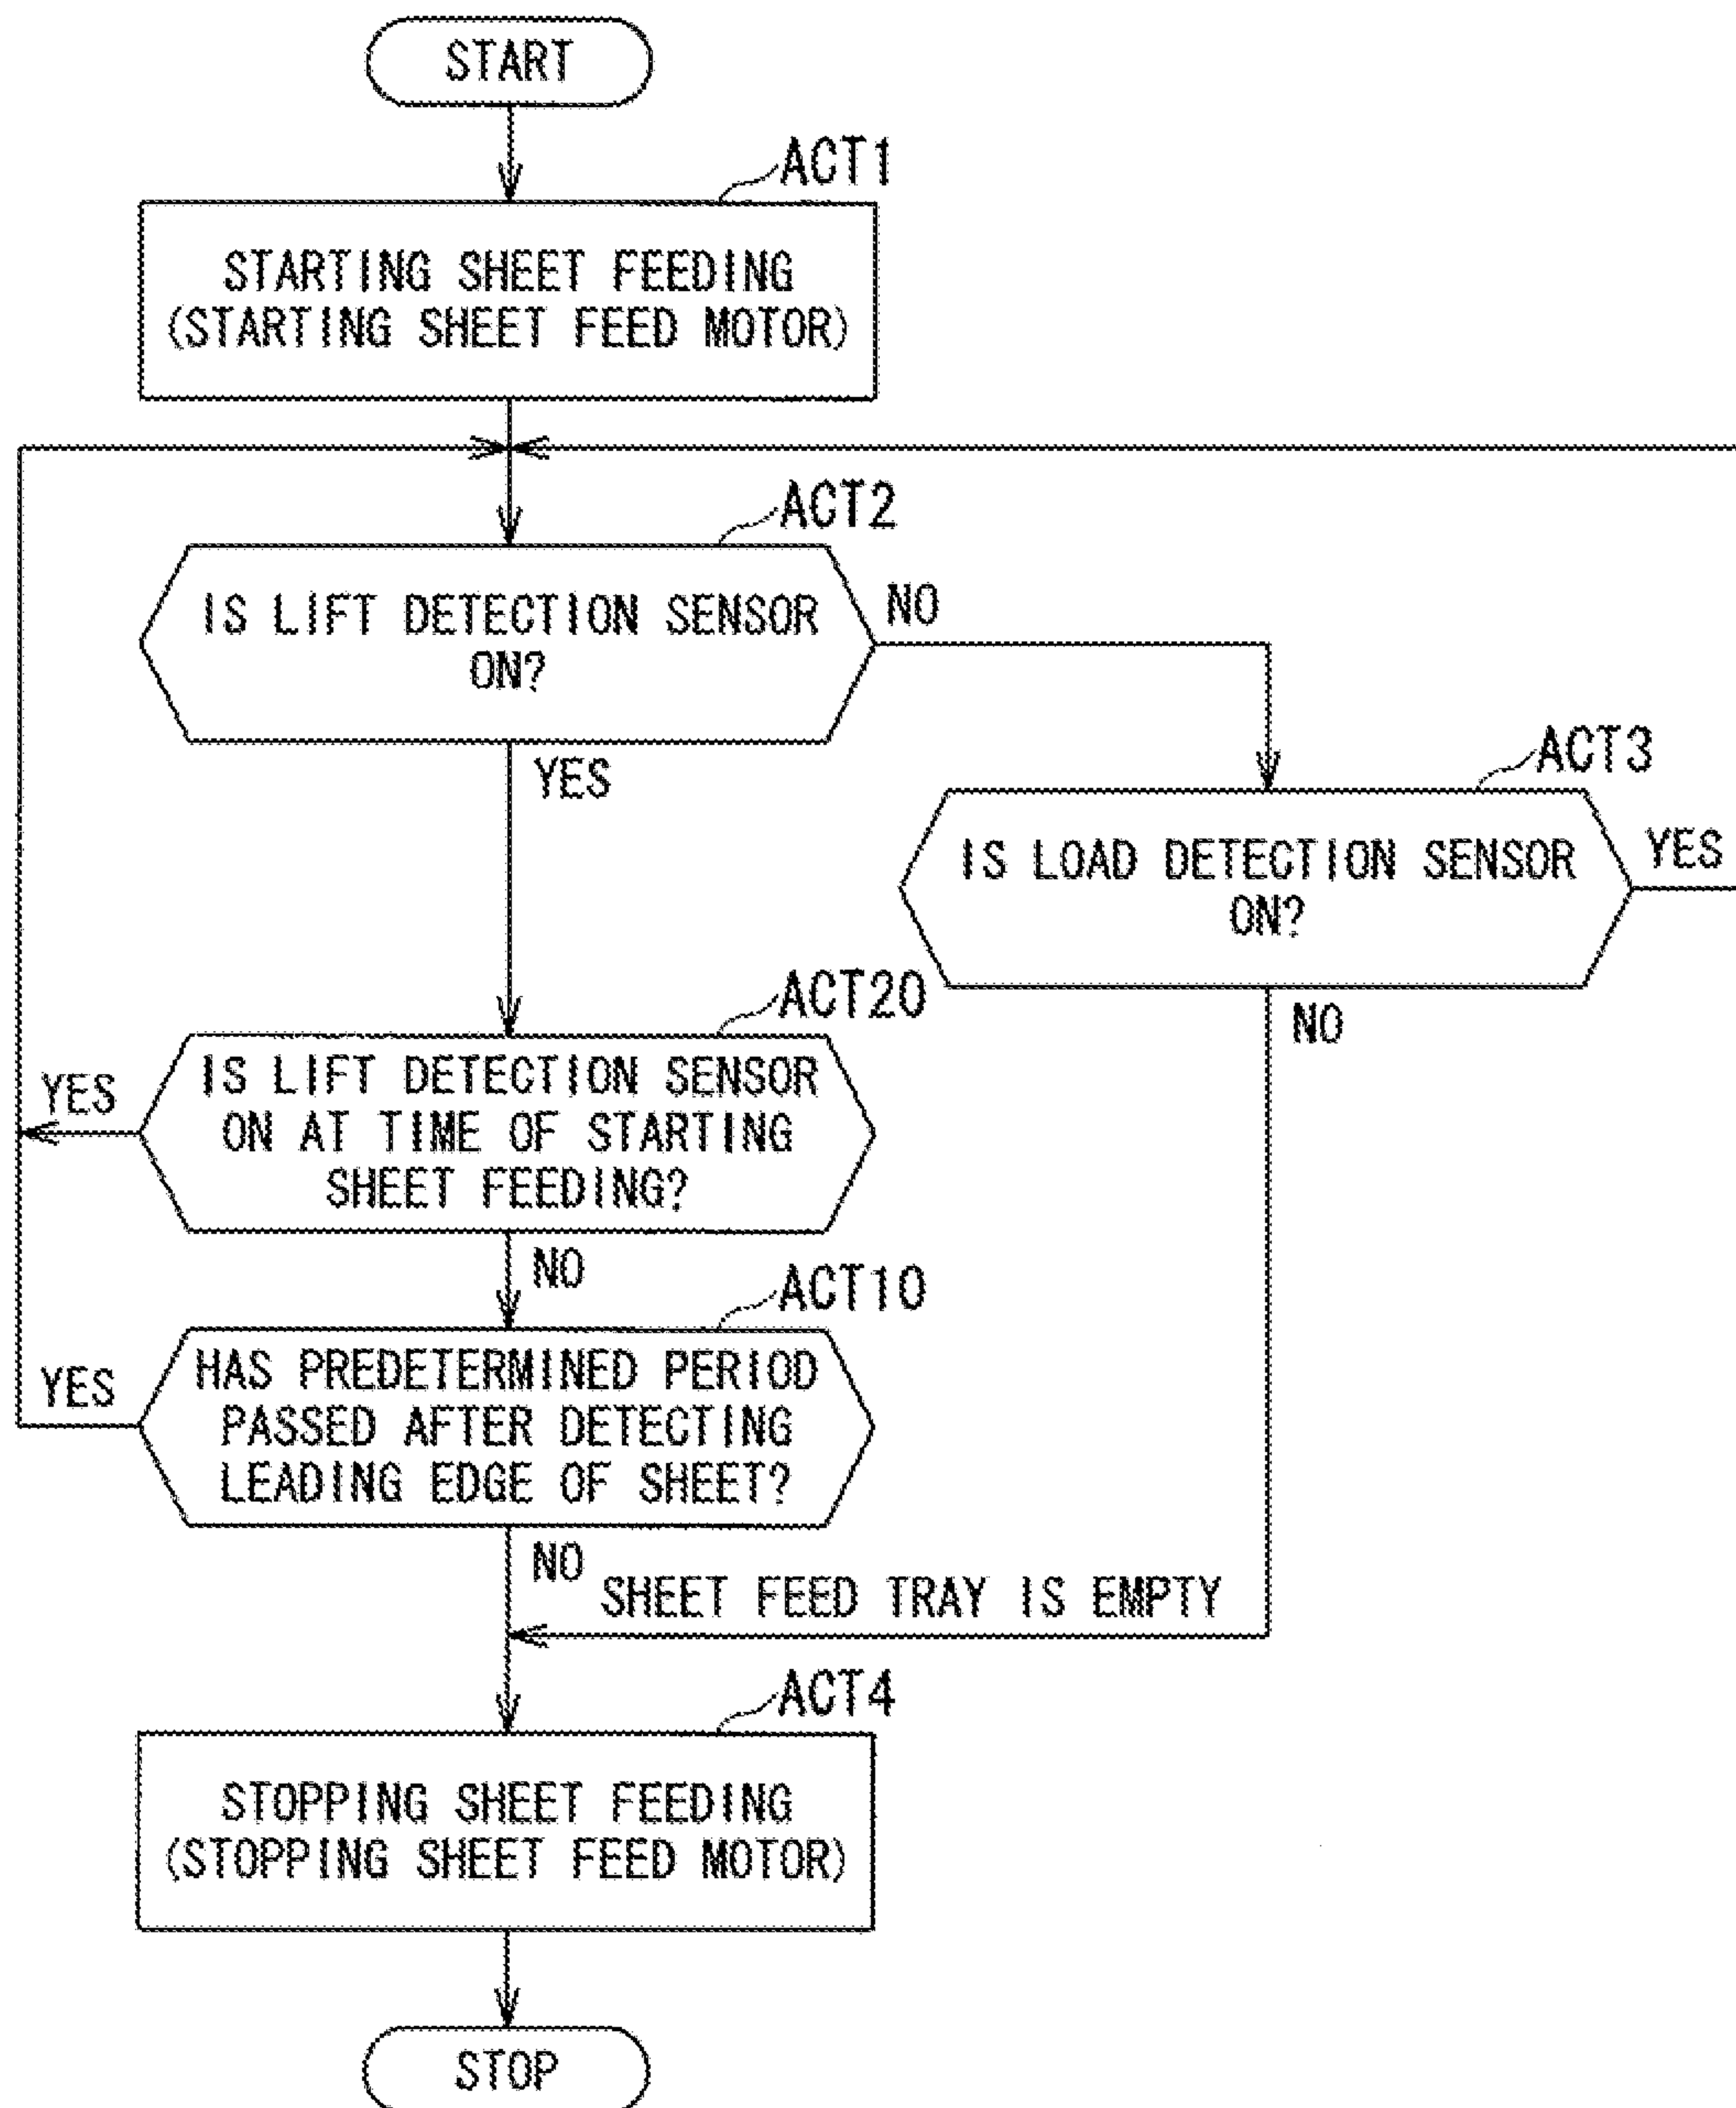 START
ACT1
STARTING SHEET FEEDING
(STARTING SHEET FEED MOTOR)
ACT2
IS LIFT DETECTION SENSOR
ON?
NO
YES
ACT3
IS LOAD DETECTION SENSOR
ON?
YES
NO
ACT20
IS LIFT DETECTION SENSOR
ON AT TIME OF STARTING
SHEET FEEDING?
YES
NO
ACT10
HAS PREDETERMINED PERIOD
PASSED AFTER DETECTING
LEADING EDGE OF SHEET?
YES
NO
SHEET FEED TRAY IS EMPTY
ACT4
STOPPING SHEET FEEDING
(STOPPING SHEET FEED MOTOR)
STOP